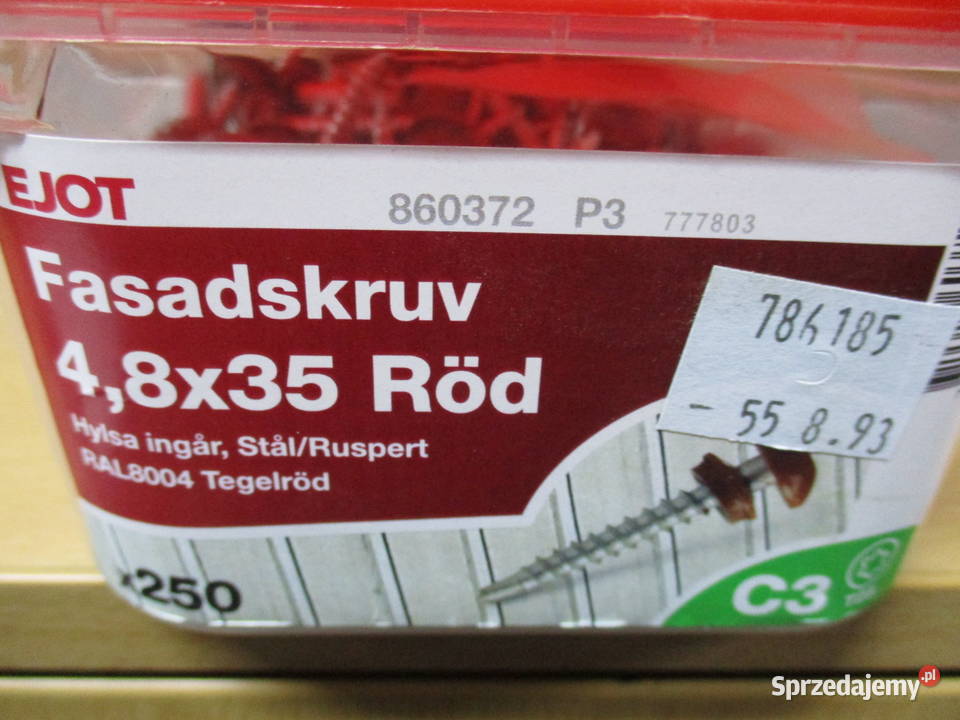 EJOT
860372 P3 777803
Fasadskruv
4,8x35 Röd
Hylsa ingår, Stål/Ruspert
RAL8004 Tegelröd
786185
- 55 8.93
x250
C3
Sprzedajemy.pl